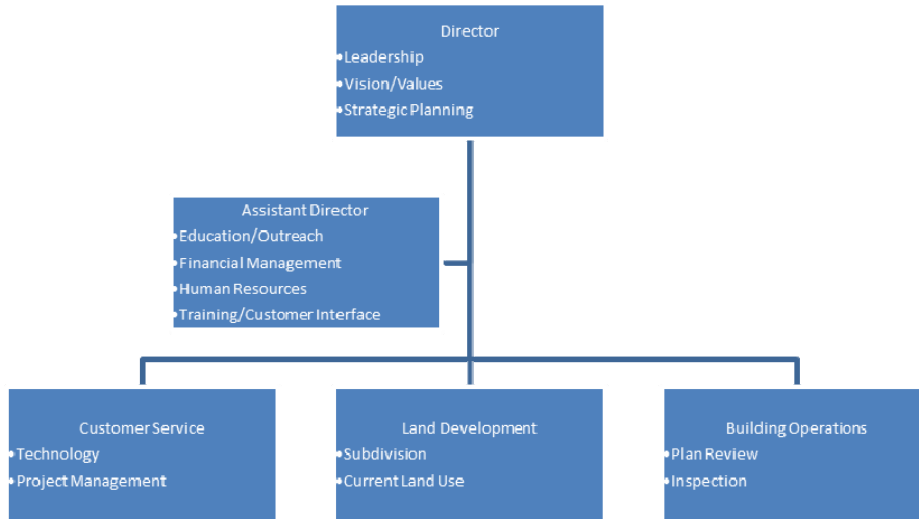 Director
•Leadership
•Vision/Values
•Strategic Planning
Assistant Director
•Education/Outreach
•Financial Management
•Human Resources
•Training/Customer Interface
Customer Service
•Technology
•Project Management
Land Development
•Subdivision
•Current Land Use
Building Operations
•Plan Review
•Inspection